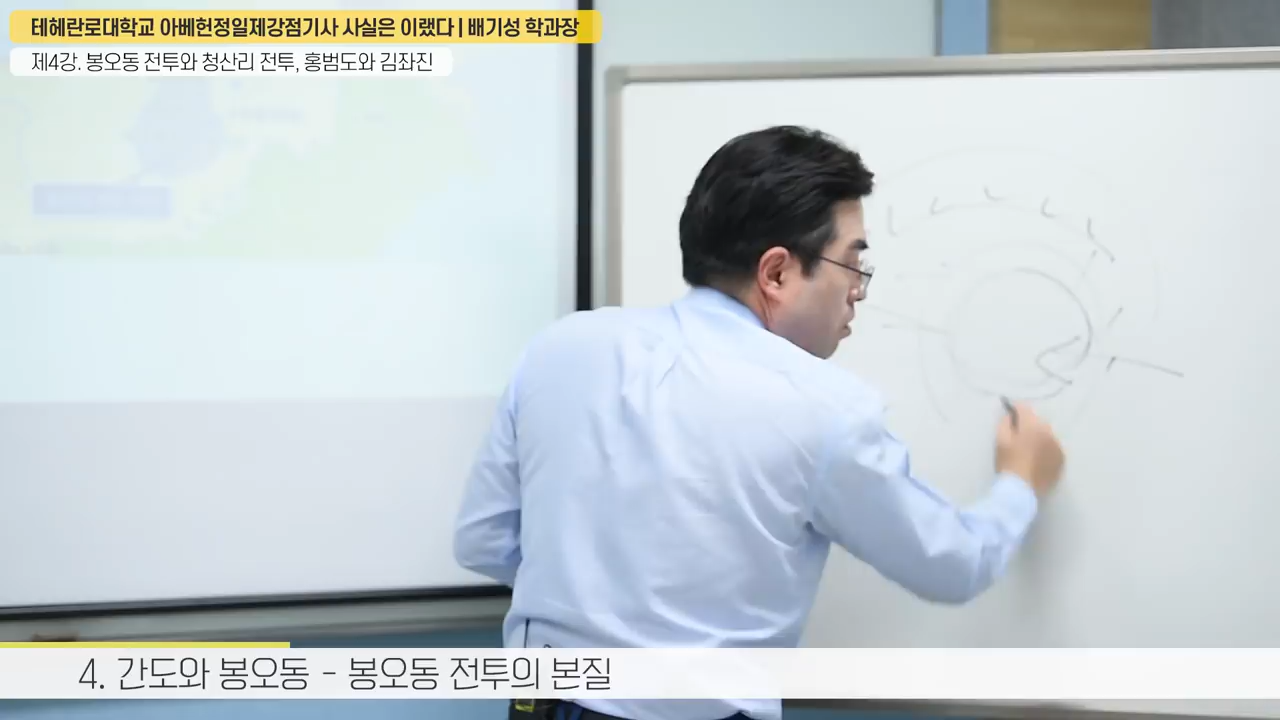 테헤란로대학교 아베헌정일제강점기사 사실은 이랬다 | 배기성 학과장
제4강. 봉오동 전투와 청산리 전투, 홍범도와 김좌진
4. 간도와 봉오동 - 봉오동 전투의 본질